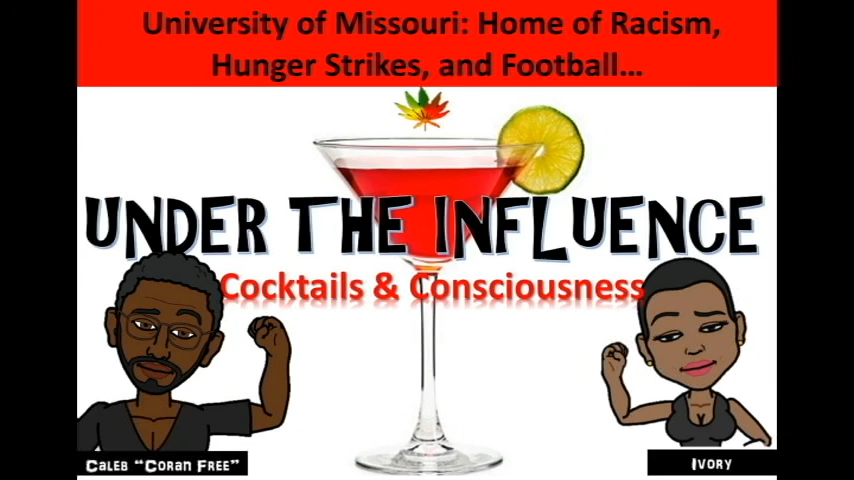 University of Missouri: Home of Racism,
Hunger Strikes, and Football...
UNDER THE INFLUENCE
Cocktails & Consciousness
CALEB "CORAN FREE"
IVORY